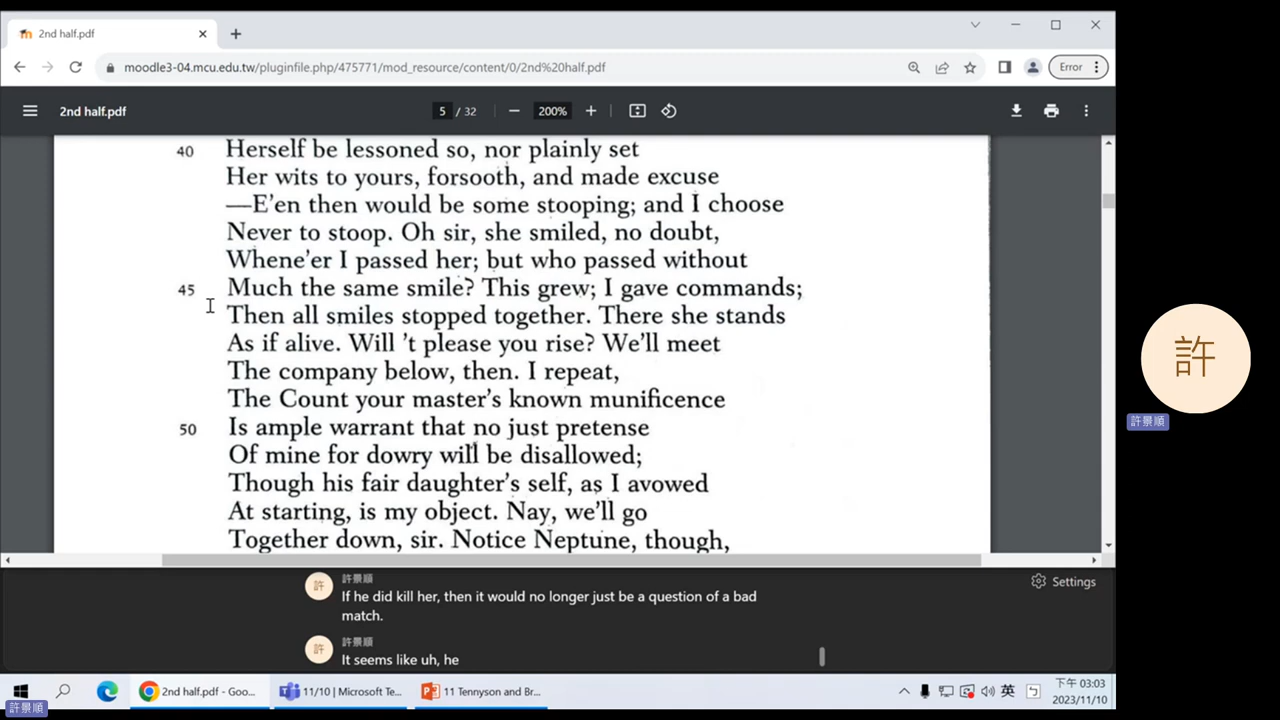 2nd half.pdf
moodle3-04.mcu.edu.tw/pluginfile.php/475771/mod_resource/content/0/2nd%20half.pdf
Error
2nd half.pdf
5 / 32
200%
40 Herself be lessoned so, nor plainly set
Her wits to yours, forsooth, and made excuse
—E'en then would be some stooping; and I choose
Never to stoop. Oh sir, she smiled, no doubt,
Whene'er I passed her; but who passed without
45 Much the same smile? This grew; I gave commands;
Then all smiles stopped together. There she stands
As if alive. Will 't please you rise? We'll meet
The company below, then. I repeat,
The Count your master's known munificence
50 Is ample warrant that no just pretense
Of mine for dowry will be disallowed;
Though his fair daughter's self, as I avowed
At starting, is my object. Nay, we'll go
Together down, sir. Notice Neptune, though,
許
許景順
許
許景順
If he did kill her, then it would no longer just be a question of a bad
match.
Settings
許
許景順
It seems like uh, he
2nd half.pdf - Goo...
11/10 | Microsoft Te...
11 Tennyson and Br...
英
下午 03:03
2023/11/10
許景順